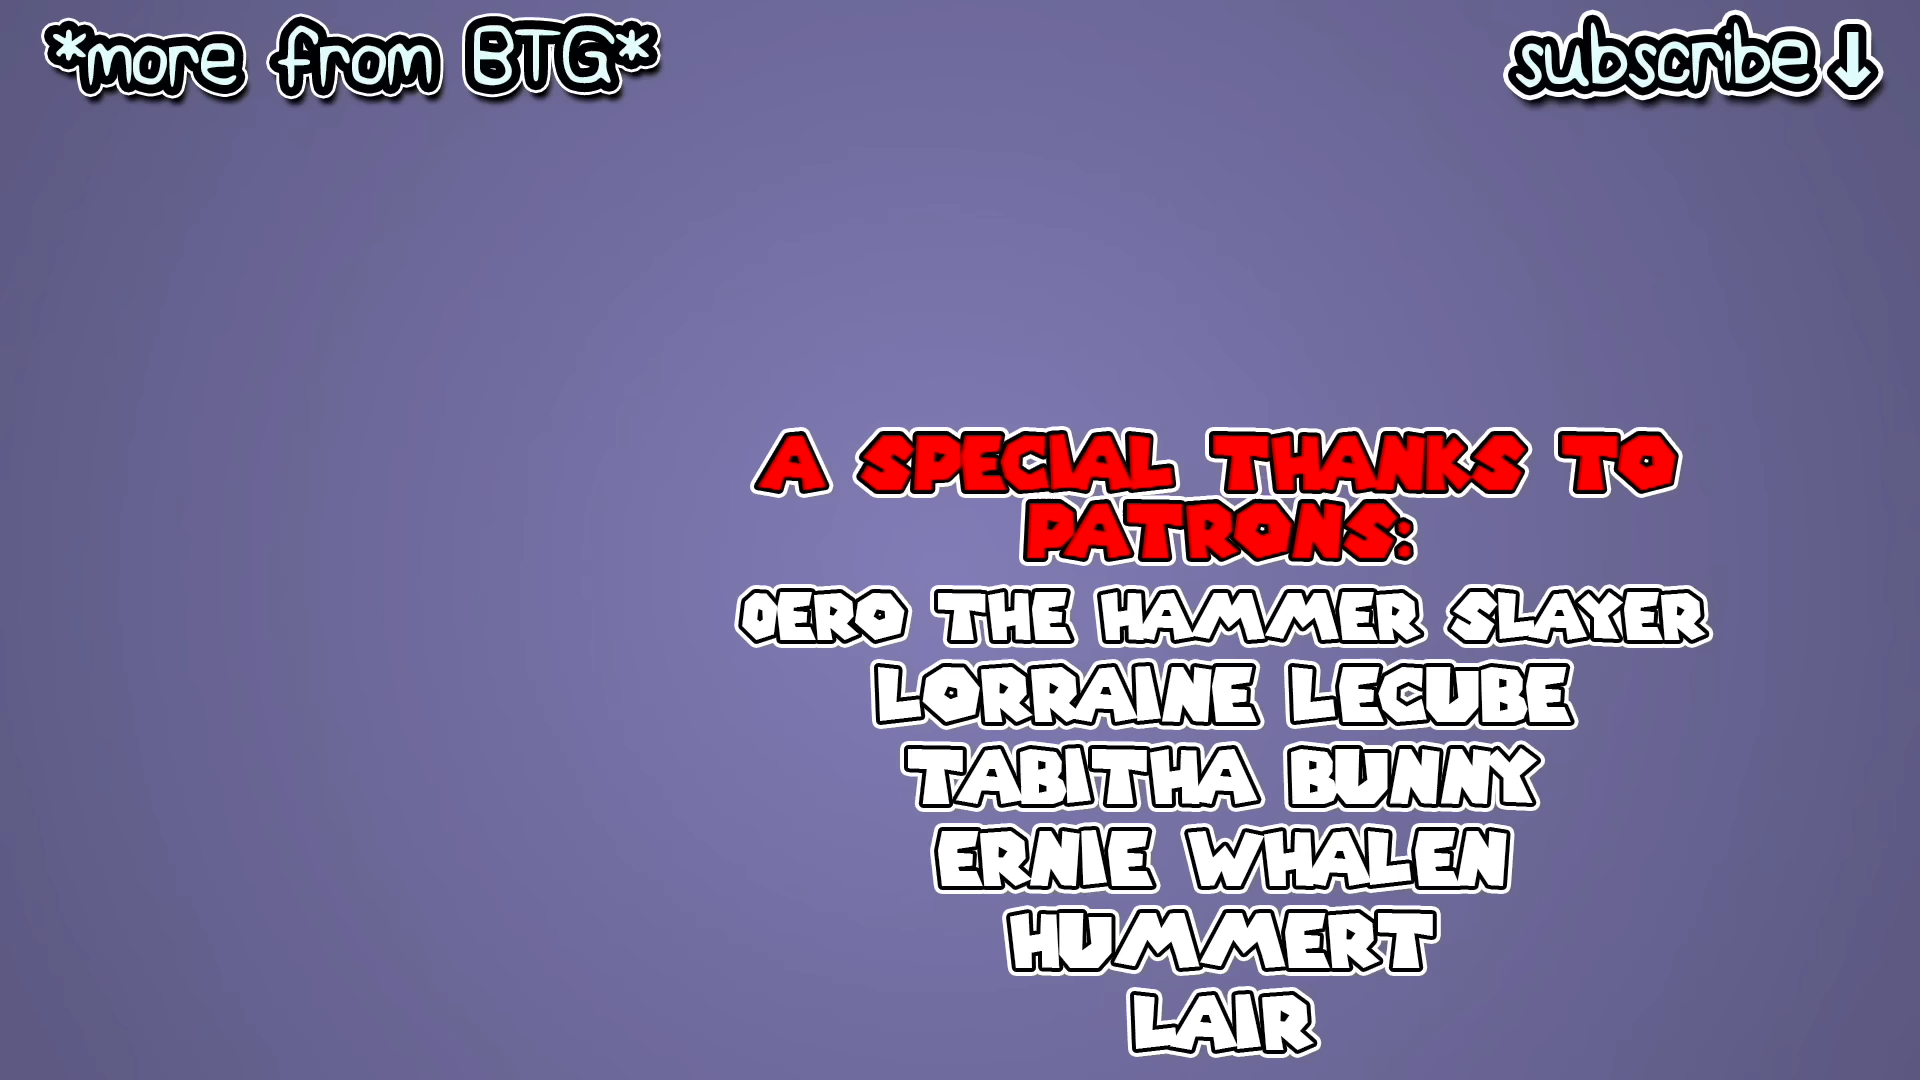 *more from BTG*
subscribe ↓
A SPECIAL THANKS TO
PATRONS:
OERO THE HAMMER SLAYER
LORRAINE LECUBE
TABITHA BUNNY
ERNIE WHALEN
HUMMERT
LAIR